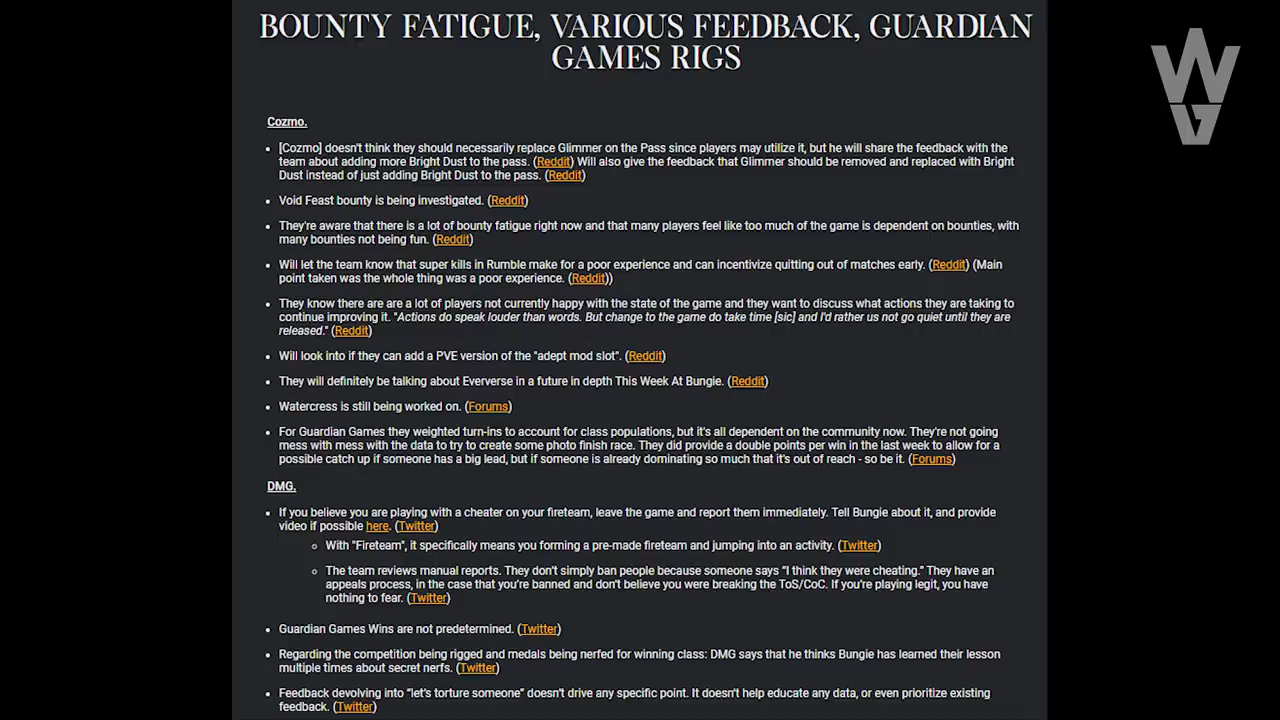 BOUNTY FATIGUE, VARIOUS FEEDBACK, GUARDIAN
GAMES RIGS
Cozmo.
• [Cozmo] doesn't think they should necessarily replace Glimmer on the Pass since players may utilize it, but he will share the feedback with the
team about adding more Bright Dust to the pass. (Reddit) Will also give the feedback that Glimmer should be removed and replaced with Bright
Dust instead of just adding Bright Dust to the pass. (Reddit)
• Void Feast bounty is being investigated. (Reddit)
• They're aware that there is a lot of bounty fatigue right now and that many players feel like too much of the game is dependent on bounties, with
many bounties not being fun. (Reddit)
• Will let the team know that super kills in Rumble make for a poor experience and can incentivize quitting out of matches early. (Reddit) (Main
point taken was the whole thing was a poor experience. (Reddit))
• They know there are are a lot of players not currently happy with the state of the game and they want to discuss what actions they are taking to
continue improving it. "Actions do speak louder than words. But change to the game do take time [sic] and I'd rather us not go quiet until they are
released." (Reddit)
• Will look into if they can add a PVE version of the "adept mod slot". (Reddit)
• They will definitely be talking about Eververse in a future in depth This Week At Bungie. (Reddit)
• Watercress is still being worked on. (Forums)
• For Guardian Games they weighted turn-ins to account for class populations, but it's all dependent on the community now. They're not going
mess with mess with the data to try to create some photo finish race. They did provide a double points per win in the last week to allow for a
possible catch up if someone has a big lead, but if someone is already dominating so much that it's out of reach - so be it. (Forums)
DMG.
• If you believe you are playing with a cheater on your fireteam, leave the game and report them immediately. Tell Bungie about it, and provide
video if possible here. (Twitter)
○ With "Fireteam", it specifically means you forming a pre-made fireteam and jumping into an activity. (Twitter)
○ The team reviews manual reports. They don't simply ban people because someone says “I think they were cheating.” They have an
appeals process, in the case that you're banned and don't believe you were breaking the ToS/CoC. If you're playing legit, you have
nothing to fear. (Twitter)
• Guardian Games Wins are not predetermined. (Twitter)
• Regarding the competition being rigged and medals being nerfed for winning class: DMG says that he thinks Bungie has learned their lesson
multiple times about secret nerfs. (Twitter)
• Feedback devolving into “let's torture someone” doesn't drive any specific point. It doesn't help educate any data, or even prioritize existing
feedback. (Twitter)
WG